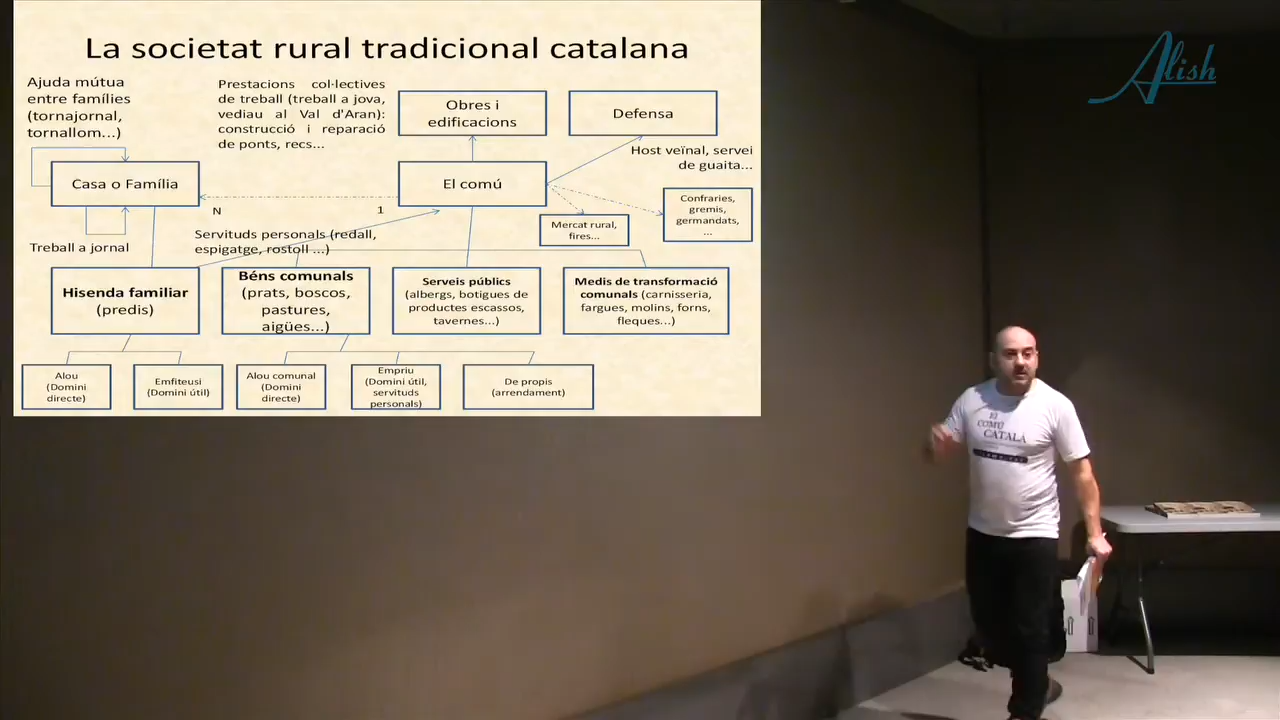 La societat rural tradicional catalana
Ajuda mútua
entre famílies
(tornajornal,
tornallom...)
Prestacions col·lectives
de treball (treball a jova,
vediau al Val d'Aran):
construcció i reparació
de ponts, recs...
Obres i
edificacions
Defensa
Host veïnal, servei
de guaita...
Casa o Família
El comú
Confraries,
gremis,
germandats,
...
N
1
Mercat rural,
fires...
Treball a jornal
Servituds personals (redall,
espigatge, rostoll ...)
Hisenda familiar
(predis)
Béns comunals
(prats, boscos,
pastures,
aigües...)
Serveis públics
(albergs, botigues de
productes escassos,
tavernes...)
Medis de transformació
comunals (carnisseria,
fargues, molins, forns,
fleques...)
Alou
(Domini
directe)
Emfiteusi
(Domini útil)
Alou comunal
(Domini
directe)
Empriu
(Domini útil,
servituds
personals)
De propis
(arrendament)
Alish
El
COMÚ
CATALÀ